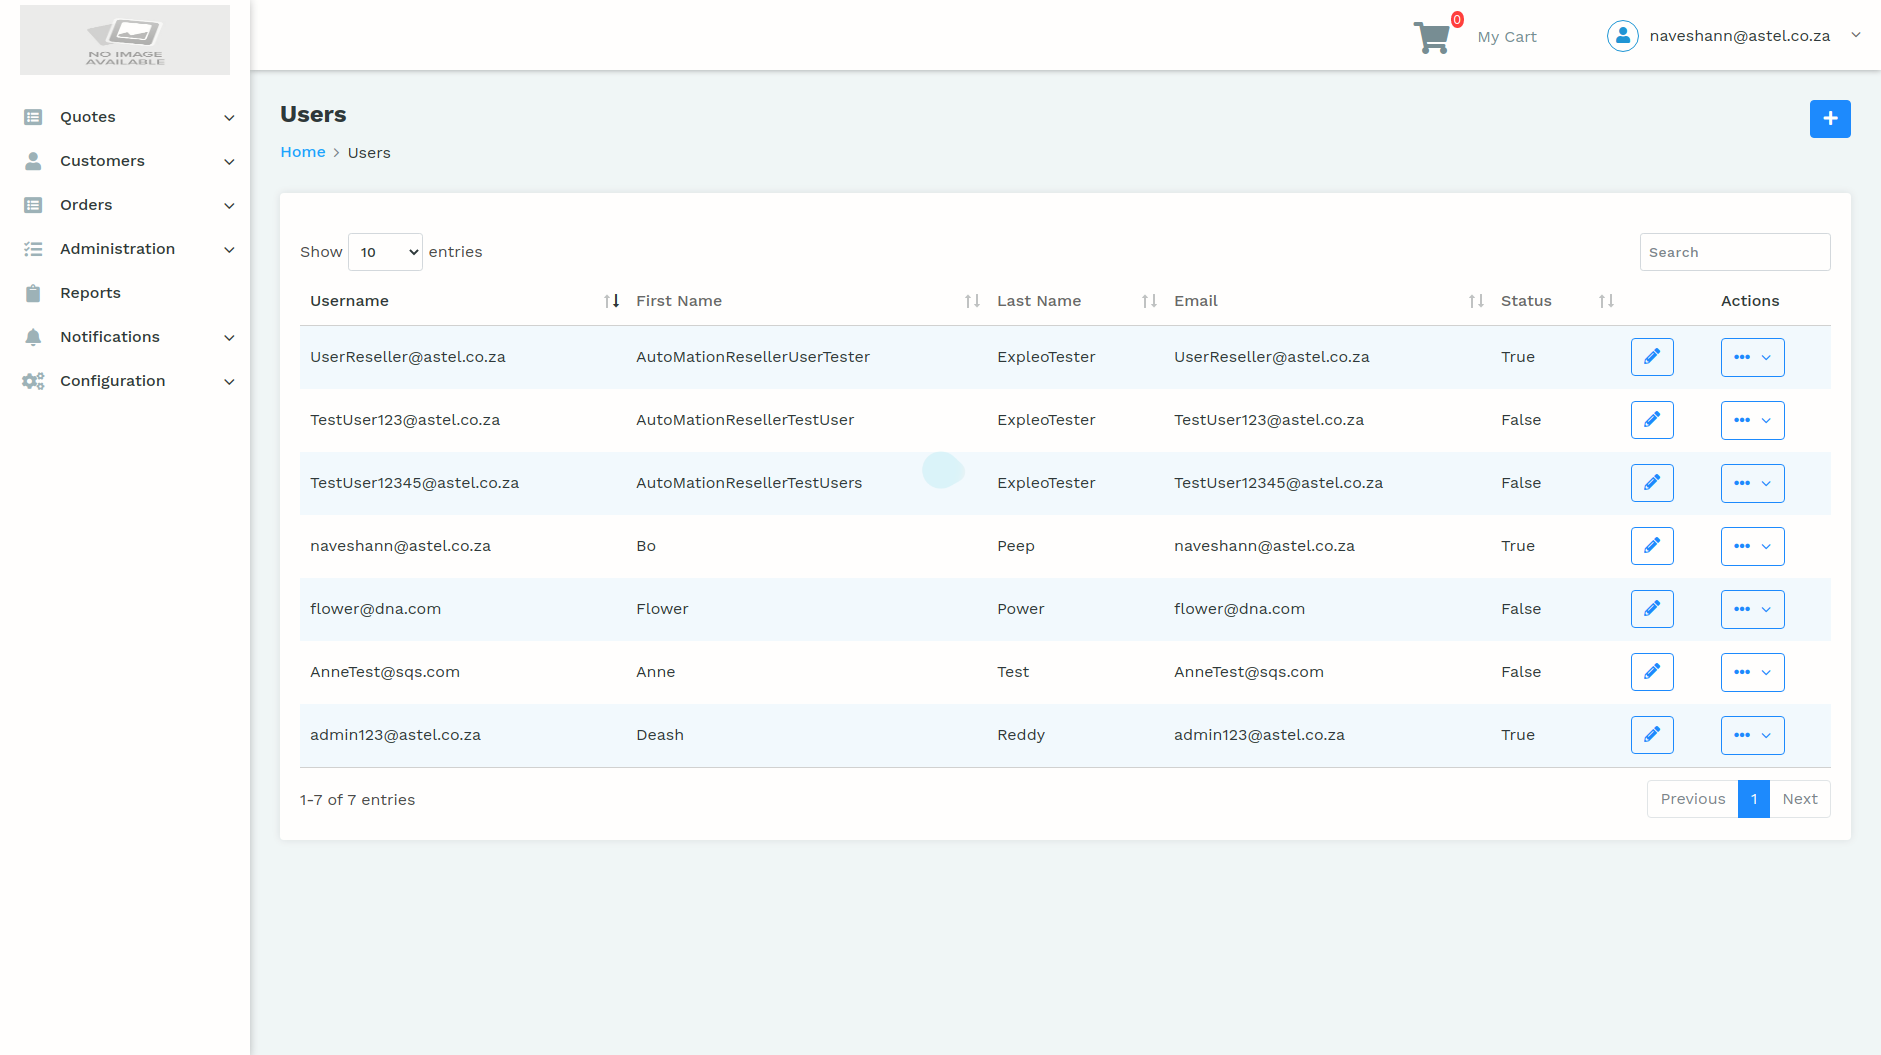 NO IMAGE
AVAILABLE
0
My Cart
naveshann@astel.co.za
Quotes
Customers
Orders
Administration
Reports
Notifications
Configuration
Users
Home > Users
Show 10 entries
Search
Username First Name Last Name Email Status Actions
UserReseller@astel.co.za AutoMationResellerUserTester ExpleoTester UserReseller@astel.co.za True
TestUser123@astel.co.za AutoMationResellerTestUser ExpleoTester TestUser123@astel.co.za False
TestUser12345@astel.co.za AutoMationResellerTestUsers ExpleoTester TestUser12345@astel.co.za False
naveshann@astel.co.za Bo Peep naveshann@astel.co.za True
flower@dna.com Flower Power flower@dna.com False
AnneTest@sqs.com Anne Test AnneTest@sqs.com False
admin123@astel.co.za Deash Reddy admin123@astel.co.za True
1-7 of 7 entries
Previous 1 Next